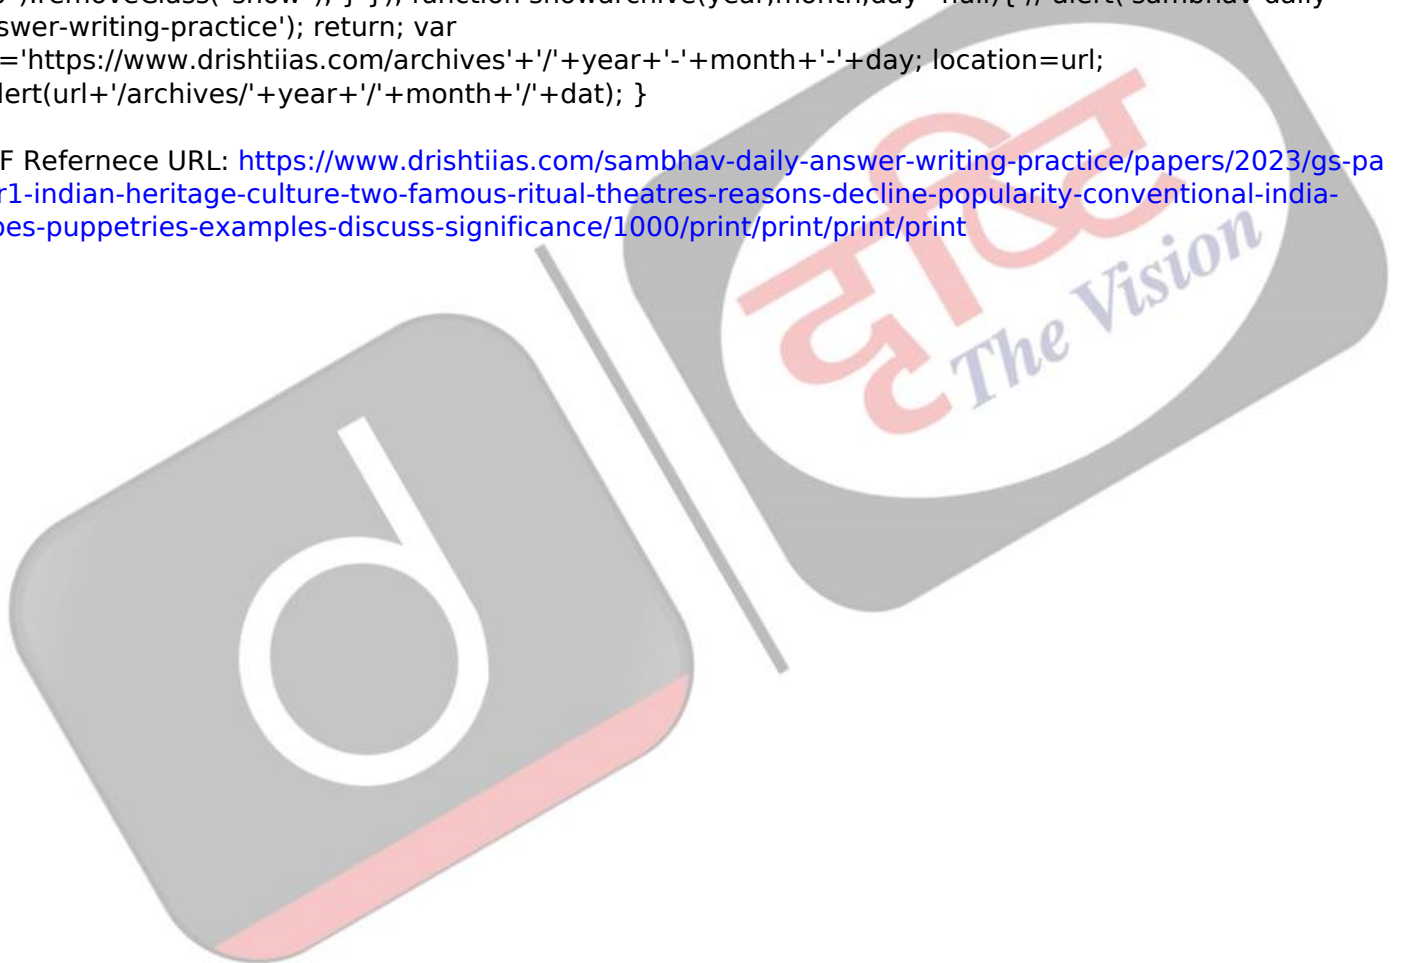 swer-writing-practice'); return; var
='https://www.drishtiias.com/archives'+'/'+year+'-'+month+'-'+day; location=url;
lert(url+'/archives/'+year+'/'+month+'/'+dat); }
F Refernece URL: https://www.drishtiias.com/sambhav-daily-answer-writing-practice/papers/2023/gs-pa
r1-indian-heritage-culture-two-famous-ritual-theatres-reasons-decline-popularity-conventional-india-
pes-puppetries-examples-discuss-significance/1000/print/print/print/print
दृष्टि
The Vision
d